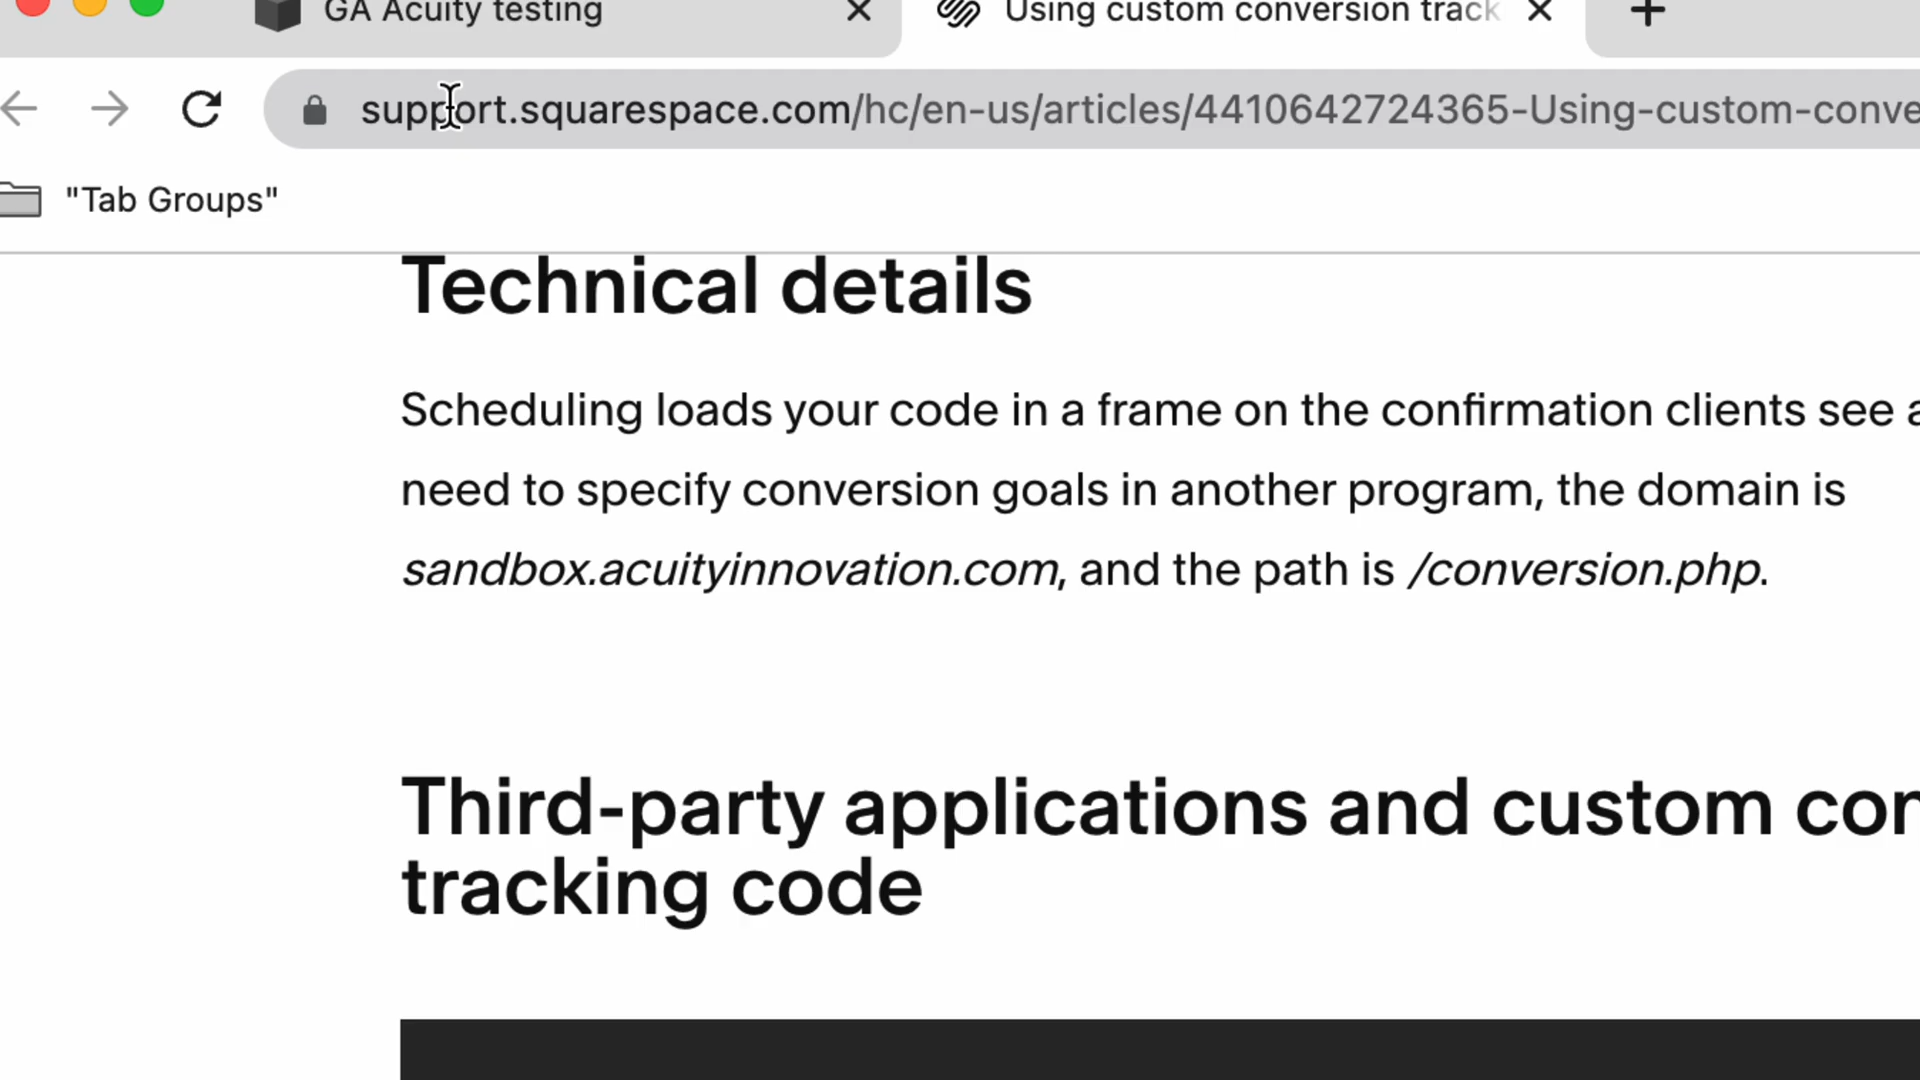 GA Acuity testing
Using custom conversion track
support.squarespace.com/hc/en-us/articles/4410642724365-Using-custom-conve
"Tab Groups"
Technical details
Scheduling loads your code in a frame on the confirmation clients see a
need to specify conversion goals in another program, the domain is
sandbox.acuityinnovation.com, and the path is /conversion.php.
Third-party applications and custom con
tracking code